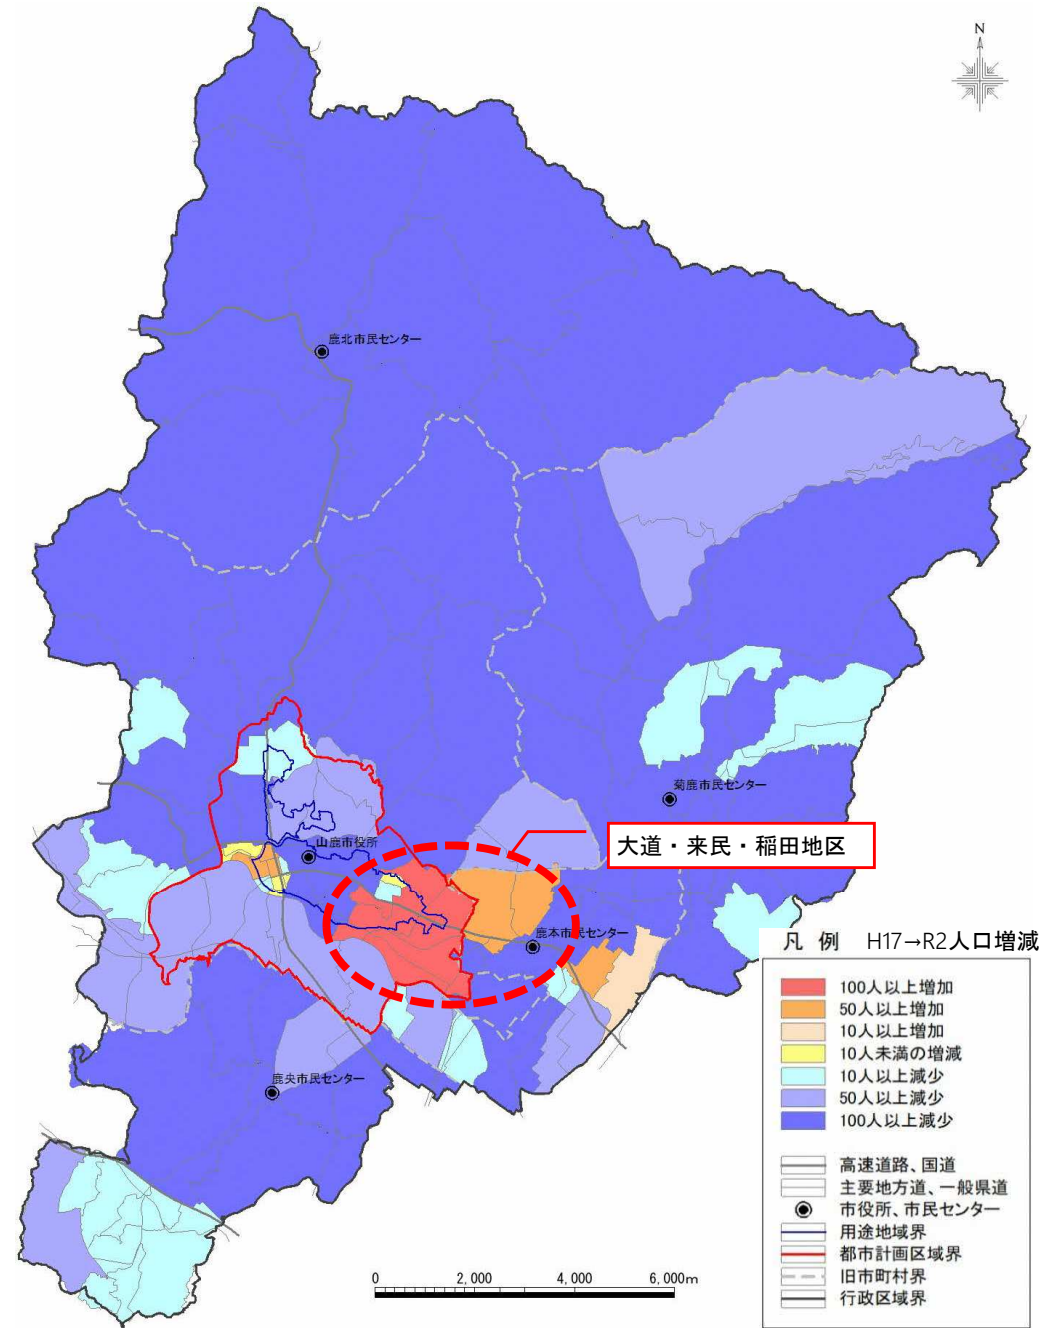 N
鹿北市民センター
菊鹿市民センター
山鹿市役所
大道・来民・稲田地区
鹿本市民センター
鹿央市民センター
凡 例 H17→R2人口増減
100人以上増加
50人以上増加
10人以上増加
10人未満の増減
10人以上減少
50人以上減少
100人以上減少
高速道路、国道
主要地方道、一般県道
市役所、市民センター
用途地域界
都市計画区域界
旧市町村界
行政区域界
0 2,000 4,000 6,000m